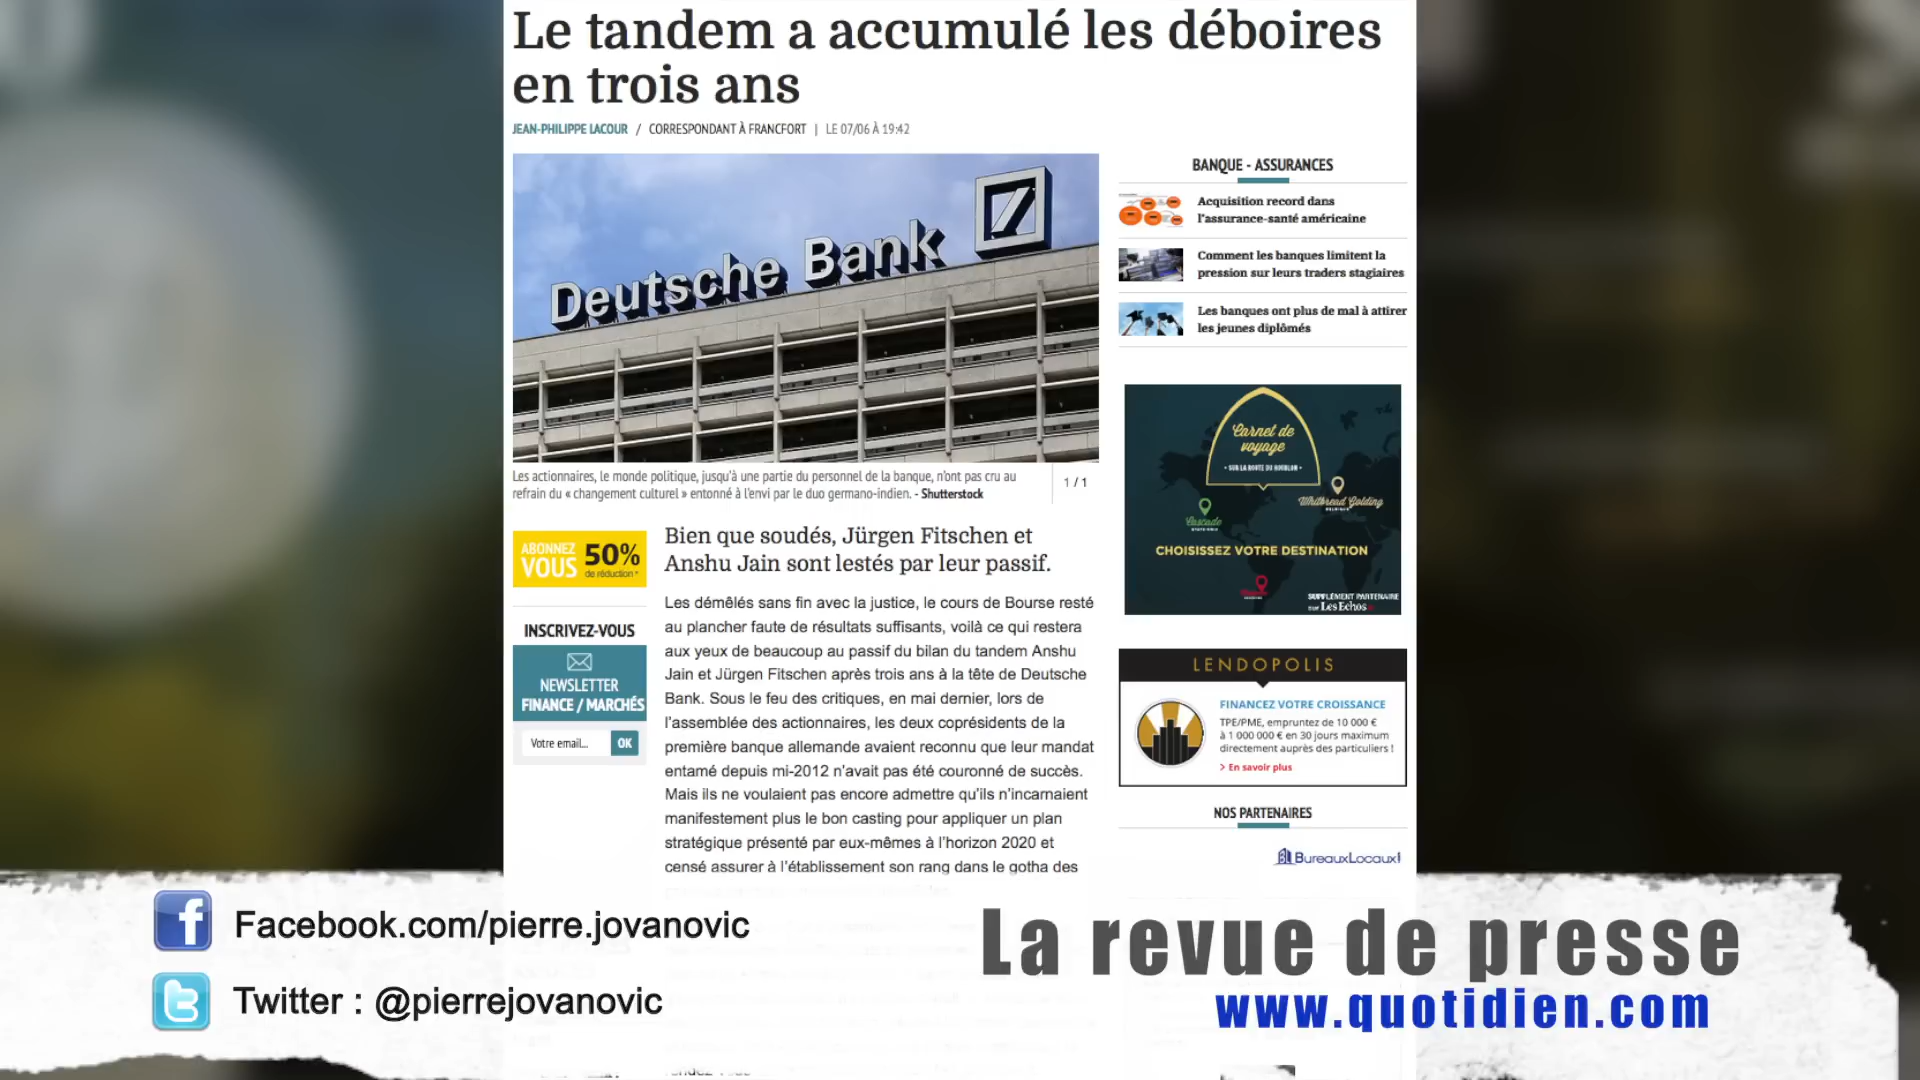 Le tandem a accumulé les déboires
en trois ans
JEAN-PHILIPPE LACOUR / CORRESPONDANT À FRANCFORT | LE 07/06 À 19:42
Deutsche Bank
Les actionnaires, le monde politique, jusqu'à une partie du personnel de la banque, n'ont pas cru au
refrain du « changement culturel » entonné à l'envi par le duo germano-indien. - Shutterstock
1 / 1
ABONNEZ
VOUS 50%
de réduction*
INSCRIVEZ-VOUS
NEWSLETTER
FINANCE / MARCHÉS
Votre email... OK
Bien que soudés, Jürgen Fitschen et
Anshu Jain sont lestés par leur passif.
Les démêlés sans fin avec la justice, le cours de Bourse resté
au plancher faute de résultats suffisants, voilà ce qui restera
aux yeux de beaucoup au passif du bilan du tandem Anshu
Jain et Jürgen Fitschen après trois ans à la tête de Deutsche
Bank. Sous le feu des critiques, en mai dernier, lors de
l'assemblée des actionnaires, les deux coprésidents de la
première banque allemande avaient reconnu que leur mandat
entamé depuis mi-2012 n'avait pas été couronné de succès.
Mais ils ne voulaient pas encore admettre qu'ils n'incarnaient
manifestement plus le bon casting pour appliquer un plan
stratégique présenté par eux-mêmes à l'horizon 2020 et
censé assurer à l'établissement son rang dans le gotha des
BANQUE - ASSURANCES
Acquisition record dans
l'assurance-santé américaine
Comment les banques limitent la
pression sur leurs traders stagiaires
Les banques ont plus de mal à attirer
les jeunes diplômés
Carnet de
voyage
• SUR LA ROUTE DU HOUBLON •
Whitbread Golding
Cascade
CHOISISSEZ VOTRE DESTINATION
SUPPLÉMENT PARTENAIRE
Les Echos
LENDOPOLIS
FINANCEZ VOTRE CROISSANCE
TPE/PME, empruntez de 10 000 €
à 1 000 000 € en 30 jours maximum
directement auprès des particuliers !
> En savoir plus
NOS PARTENAIRES
BureauxLocaux
Facebook.com/pierre.jovanovic
Twitter : @pierrejovanovic
La revue de presse
www.quotidien.com